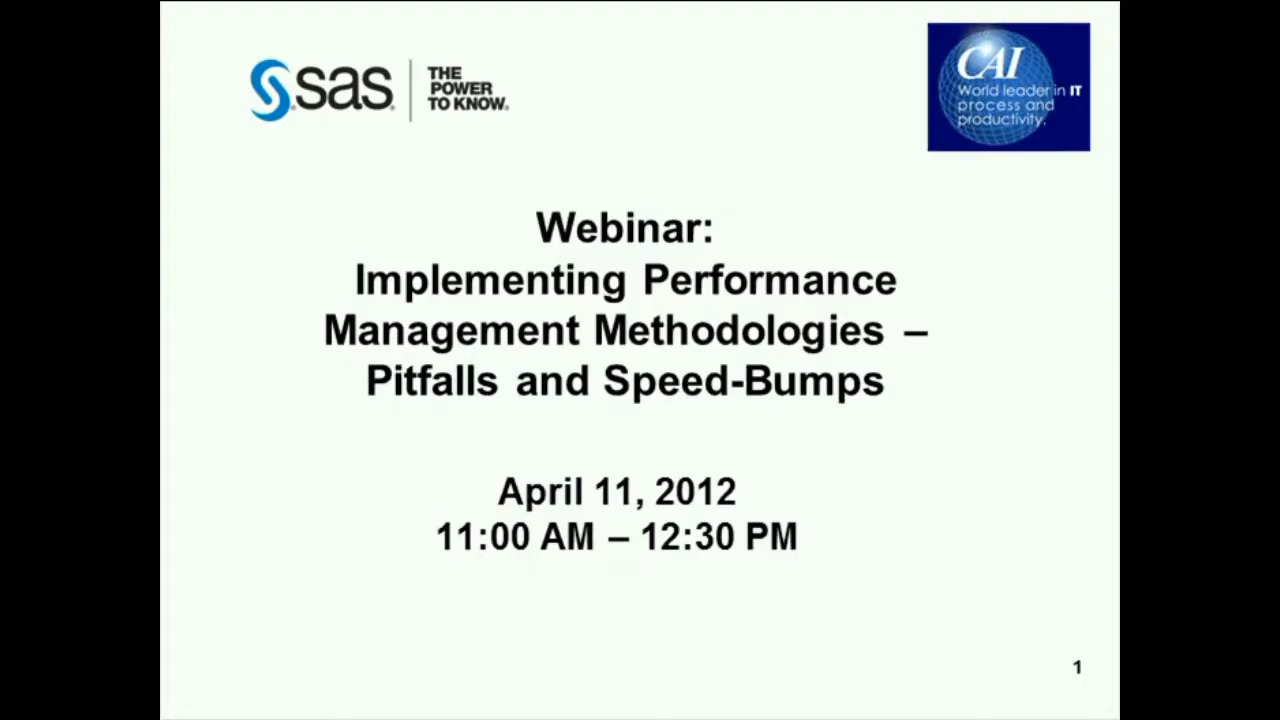 sas
THE
POWER
TO KNOW®
CAI
World leader in IT
process and
productivity.
Webinar:
Implementing Performance
Management Methodologies –
Pitfalls and Speed-Bumps
April 11, 2012
11:00 AM – 12:30 PM
1